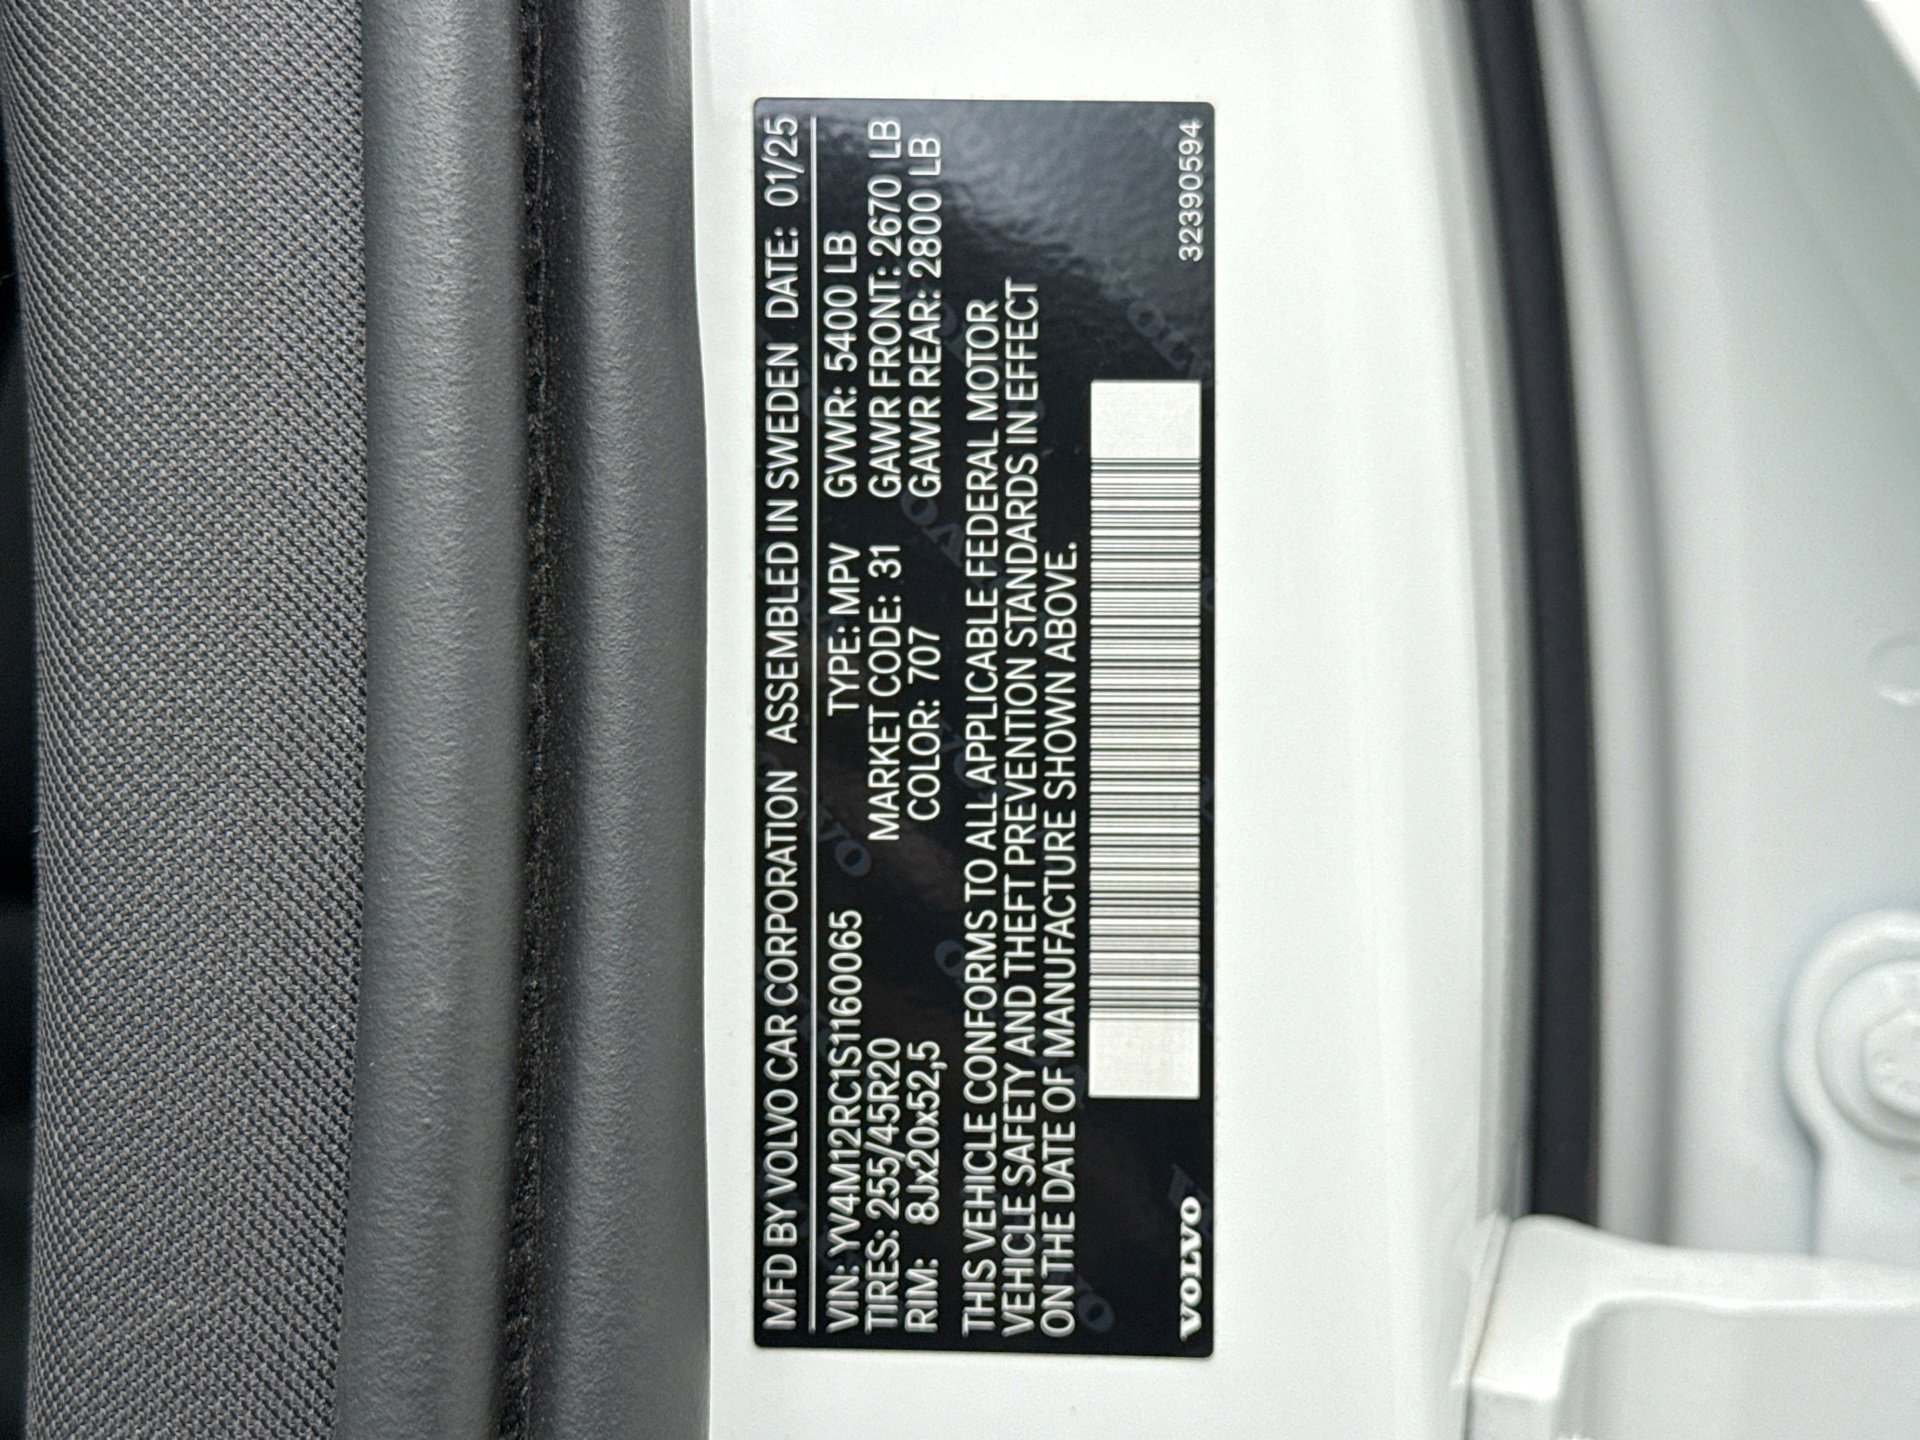 MFD BY VOLVO CAR CORPORATION ASSEMBLED IN SWEDEN DATE: 01/25
VIN: YV4M12RC1S1160065 TYPE: MPV GVWR: 5400 LB
TIRES: 255/45R20 MARKET CODE: 31 GAWR FRONT: 2670 LB
RIM: 8Jx20x52,5 COLOR: 707 GAWR REAR: 2800 LB
THIS VEHICLE CONFORMS TO ALL APPLICABLE FEDERAL MOTOR
VEHICLE SAFETY AND THEFT PREVENTION STANDARDS IN EFFECT
ON THE DATE OF MANUFACTURE SHOWN ABOVE.
VOLVO 32390594